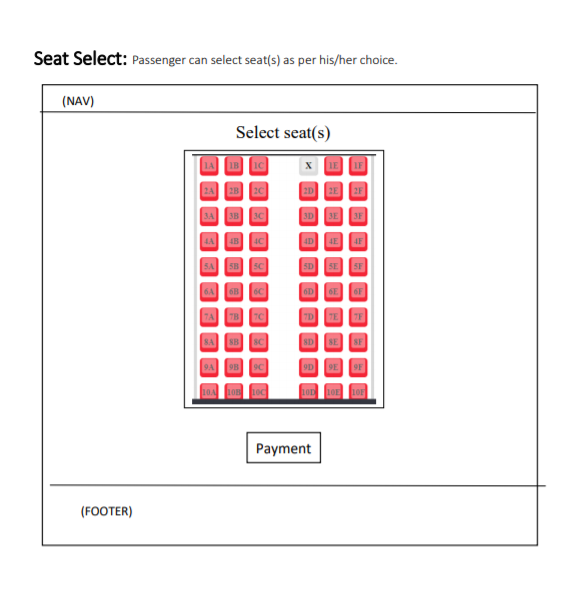 Seat Select: Passenger can select seat(s) as per his/her choice.
(NAV)
Select seat(s)
1A 1B 1C X 1E 1F
2A 2B 2C 2D 2E 2F
3A 3B 3C 3D 3E 3F
4A 4B 4C 4D 4E 4F
5A 5B 5C 5D 5E 5F
6A 6B 6C 6D 6E 6F
7A 7B 7C 7D 7E 7F
8A 8B 8C 8D 8E 8F
9A 9B 9C 9D 9E 9F
10A 10B 10C 10D 10E 10F
Payment
(FOOTER)